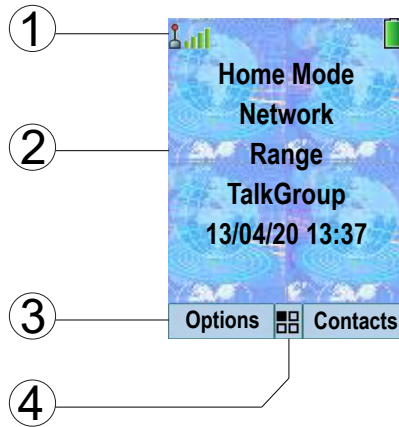 1
Home Mode
Network
2
Range
TalkGroup
13/04/20 13:37
3
Options
Contacts
4